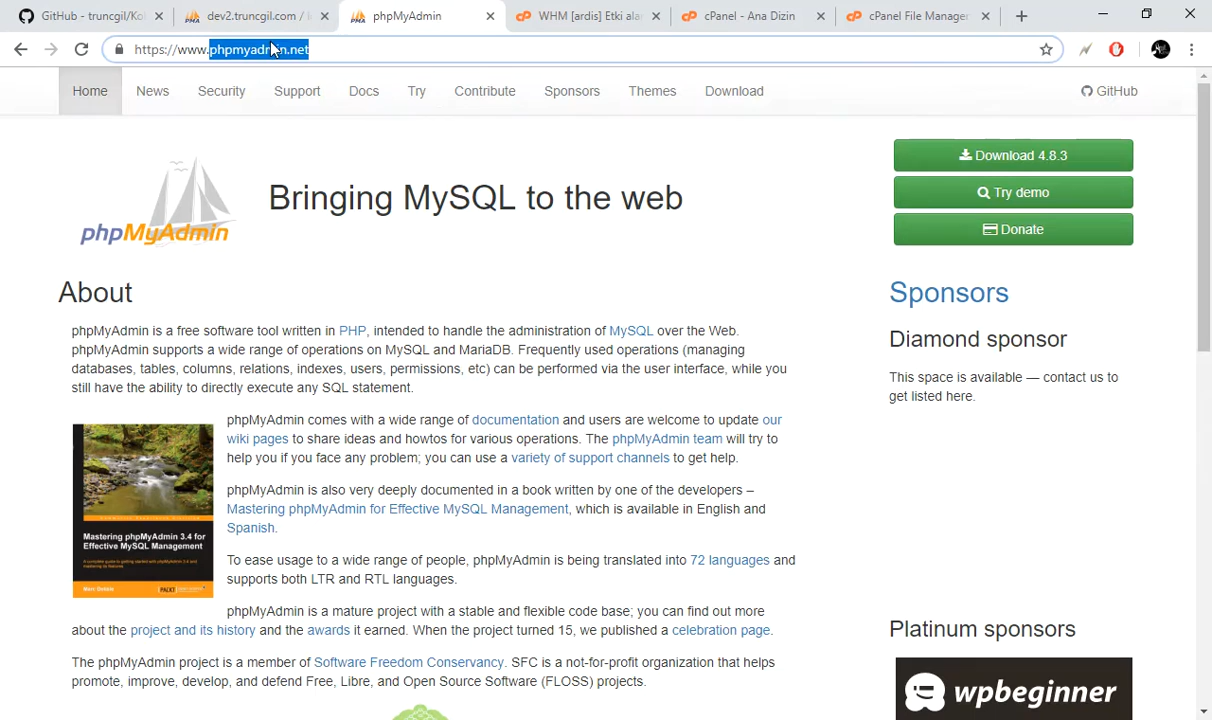 GitHub - truncgil/Kol
dev2.truncgil.com / l
phpMyAdmin
WHM [ardis] Etki ala
cPanel - Ana Dizin
cPanel File Manager
https://www.phpmyadmin.net
Home
News
Security
Support
Docs
Try
Contribute
Sponsors
Themes
Download
GitHub
phpMyAdmin
Bringing MySQL to the web
Download 4.8.3
Try demo
Donate
About
phpMyAdmin is a free software tool written in PHP, intended to handle the administration of MySQL over the Web.
phpMyAdmin supports a wide range of operations on MySQL and MariaDB. Frequently used operations (managing
databases, tables, columns, relations, indexes, users, permissions, etc) can be performed via the user interface, while you
still have the ability to directly execute any SQL statement.
Mastering phpMyAdmin 3.4 for
Effective MySQL Management
PACKT
phpMyAdmin comes with a wide range of documentation and users are welcome to update our
wiki pages to share ideas and howtos for various operations. The phpMyAdmin team will try to
help you if you face any problem; you can use a variety of support channels to get help.
phpMyAdmin is also very deeply documented in a book written by one of the developers –
Mastering phpMyAdmin for Effective MySQL Management, which is available in English and
Spanish.
To ease usage to a wide range of people, phpMyAdmin is being translated into 72 languages and
supports both LTR and RTL languages.
phpMyAdmin is a mature project with a stable and flexible code base; you can find out more
about the project and its history and the awards it earned. When the project turned 15, we published a celebration page.
The phpMyAdmin project is a member of Software Freedom Conservancy. SFC is a not-for-profit organization that helps
promote, improve, develop, and defend Free, Libre, and Open Source Software (FLOSS) projects.
Sponsors
Diamond sponsor
This space is available — contact us to
get listed here.
Platinum sponsors
wpbeginner